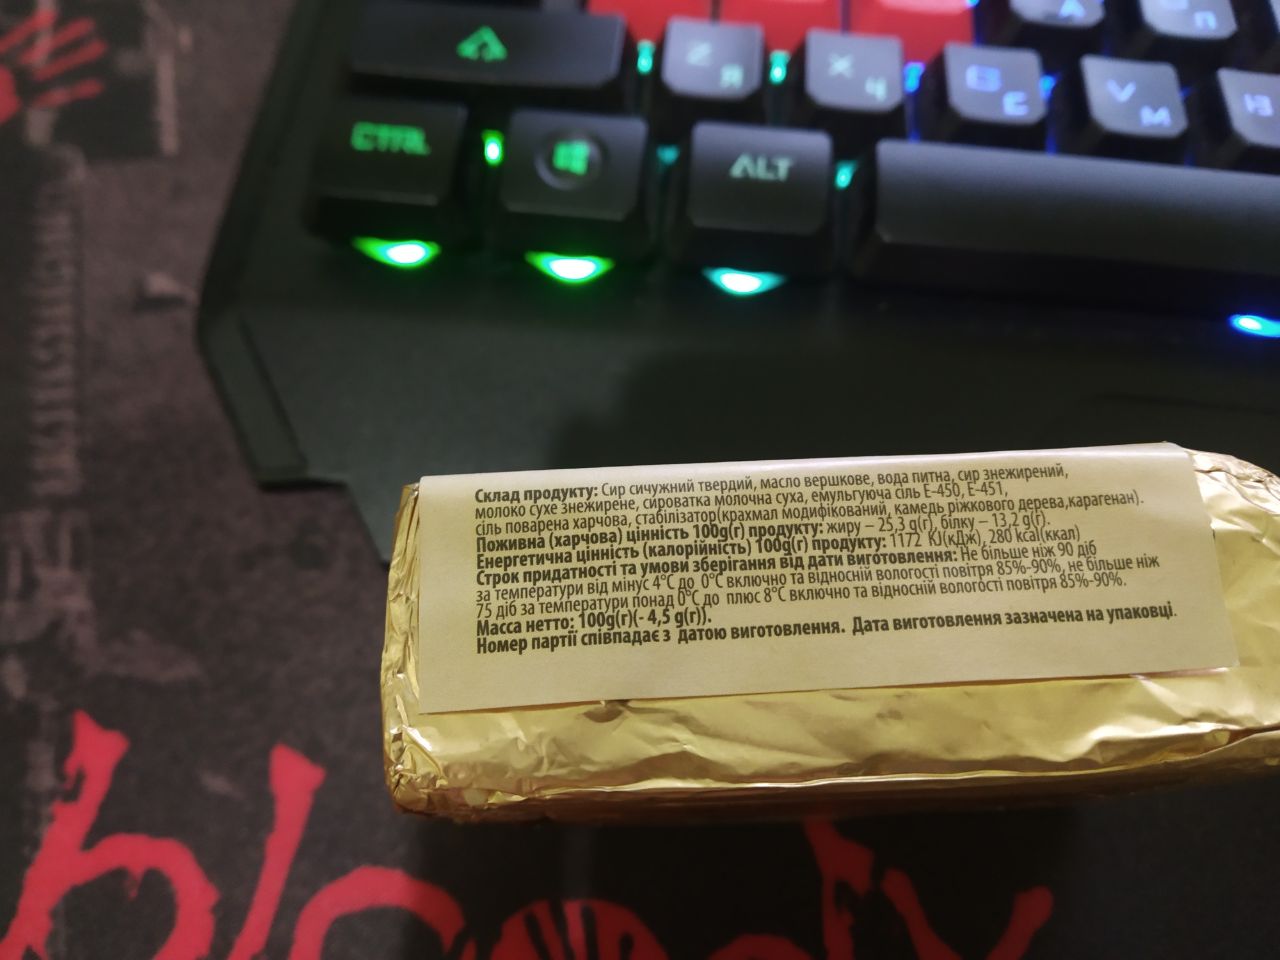 Z Я
X Ч
C С
V М
CTRL
ALT
Склад продукту: Сир сичужний твердий, масло вершкове, вода питна, сир знежирений,
молоко сухе знежирене, сироватка молочна суха, емульгуюча сіль Е-450, Е-451,
сіль поварена харчова, стабілізатор(крахмал модифікований, камедь ріжкового дерева,карагенан).
Поживна (харчова) цінність 100g(г) продукту: жиру – 25,3 g(г), білку – 13,2 g(г).
Енергетична цінність (калорійність) 100g(г) продукту: 1172 KJ(кДж), 280 kcal(ккал)
Строк придатності та умови зберігання від дати виготовлення: Не більше ніж 90 діб
за температури від мінус 4°С до 0°С включно та відносній вологості повітря 85%-90%, не більше ніж
75 діб за температури понад 0°С до плюс 8°С включно та відносній вологості повітря 85%-90%.
Масса нетто: 100g(г)(- 4,5 g(г)).
Номер партії співпадає з датою виготовлення. Дата виготовлення зазначена на упаковці.
bloody